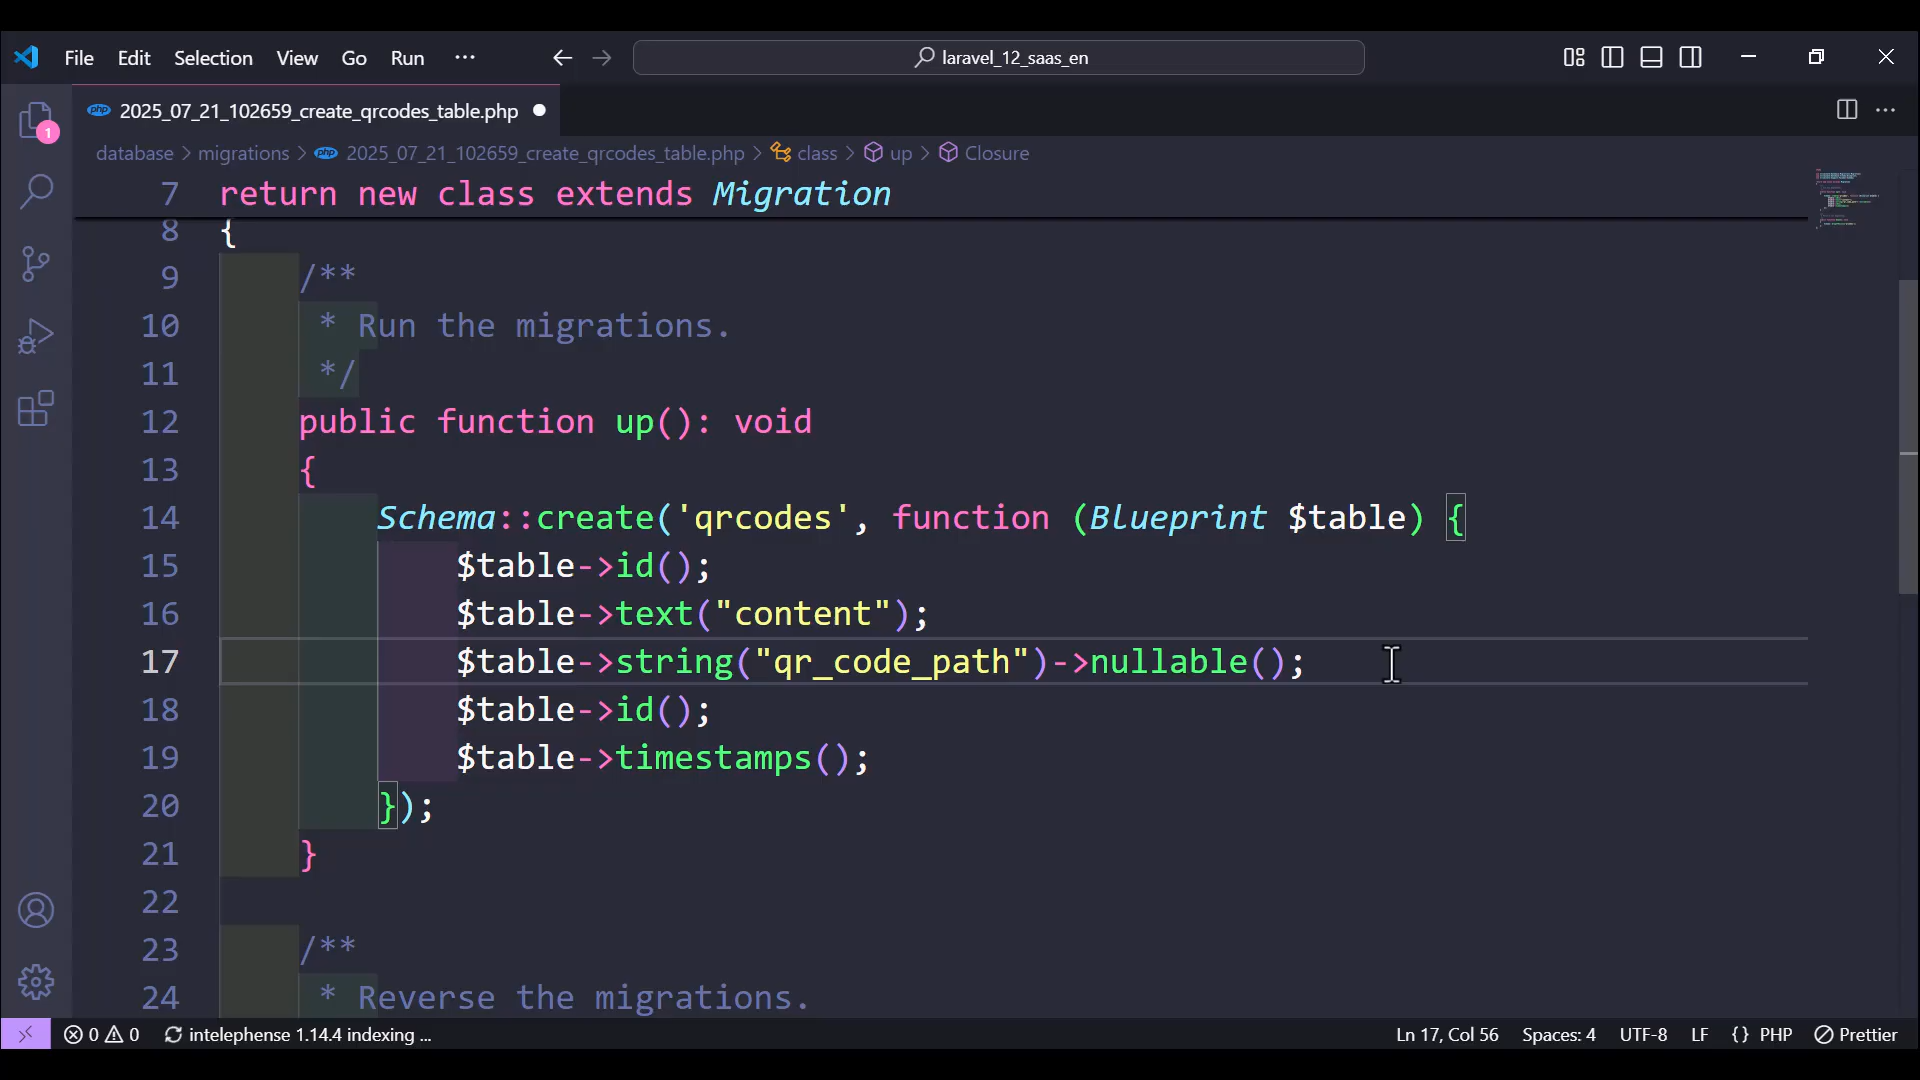 File Edit Selection View Go Run ··· laravel_12_saas_en
1
php 2025_07_21_102659_create_qrcodes_table.php
database > migrations > php 2025_07_21_102659_create_qrcodes_table.php > class > up > Closure
7 return new class extends Migration
8 {
9 /**
10 * Run the migrations.
11 */
12 public function up(): void
13 {
14 Schema::create('qrcodes', function (Blueprint $table) {
15 $table->id();
16 $table->text("content");
17 $table->string("qr_code_path")->nullable();
18 $table->id();
19 $table->timestamps();
20 });
21 }
22
23 /**
24 * Reverse the migrations.
0 0 intelephense 1.14.4 indexing ... Ln 17, Col 56 Spaces: 4 UTF-8 LF {} PHP Prettier